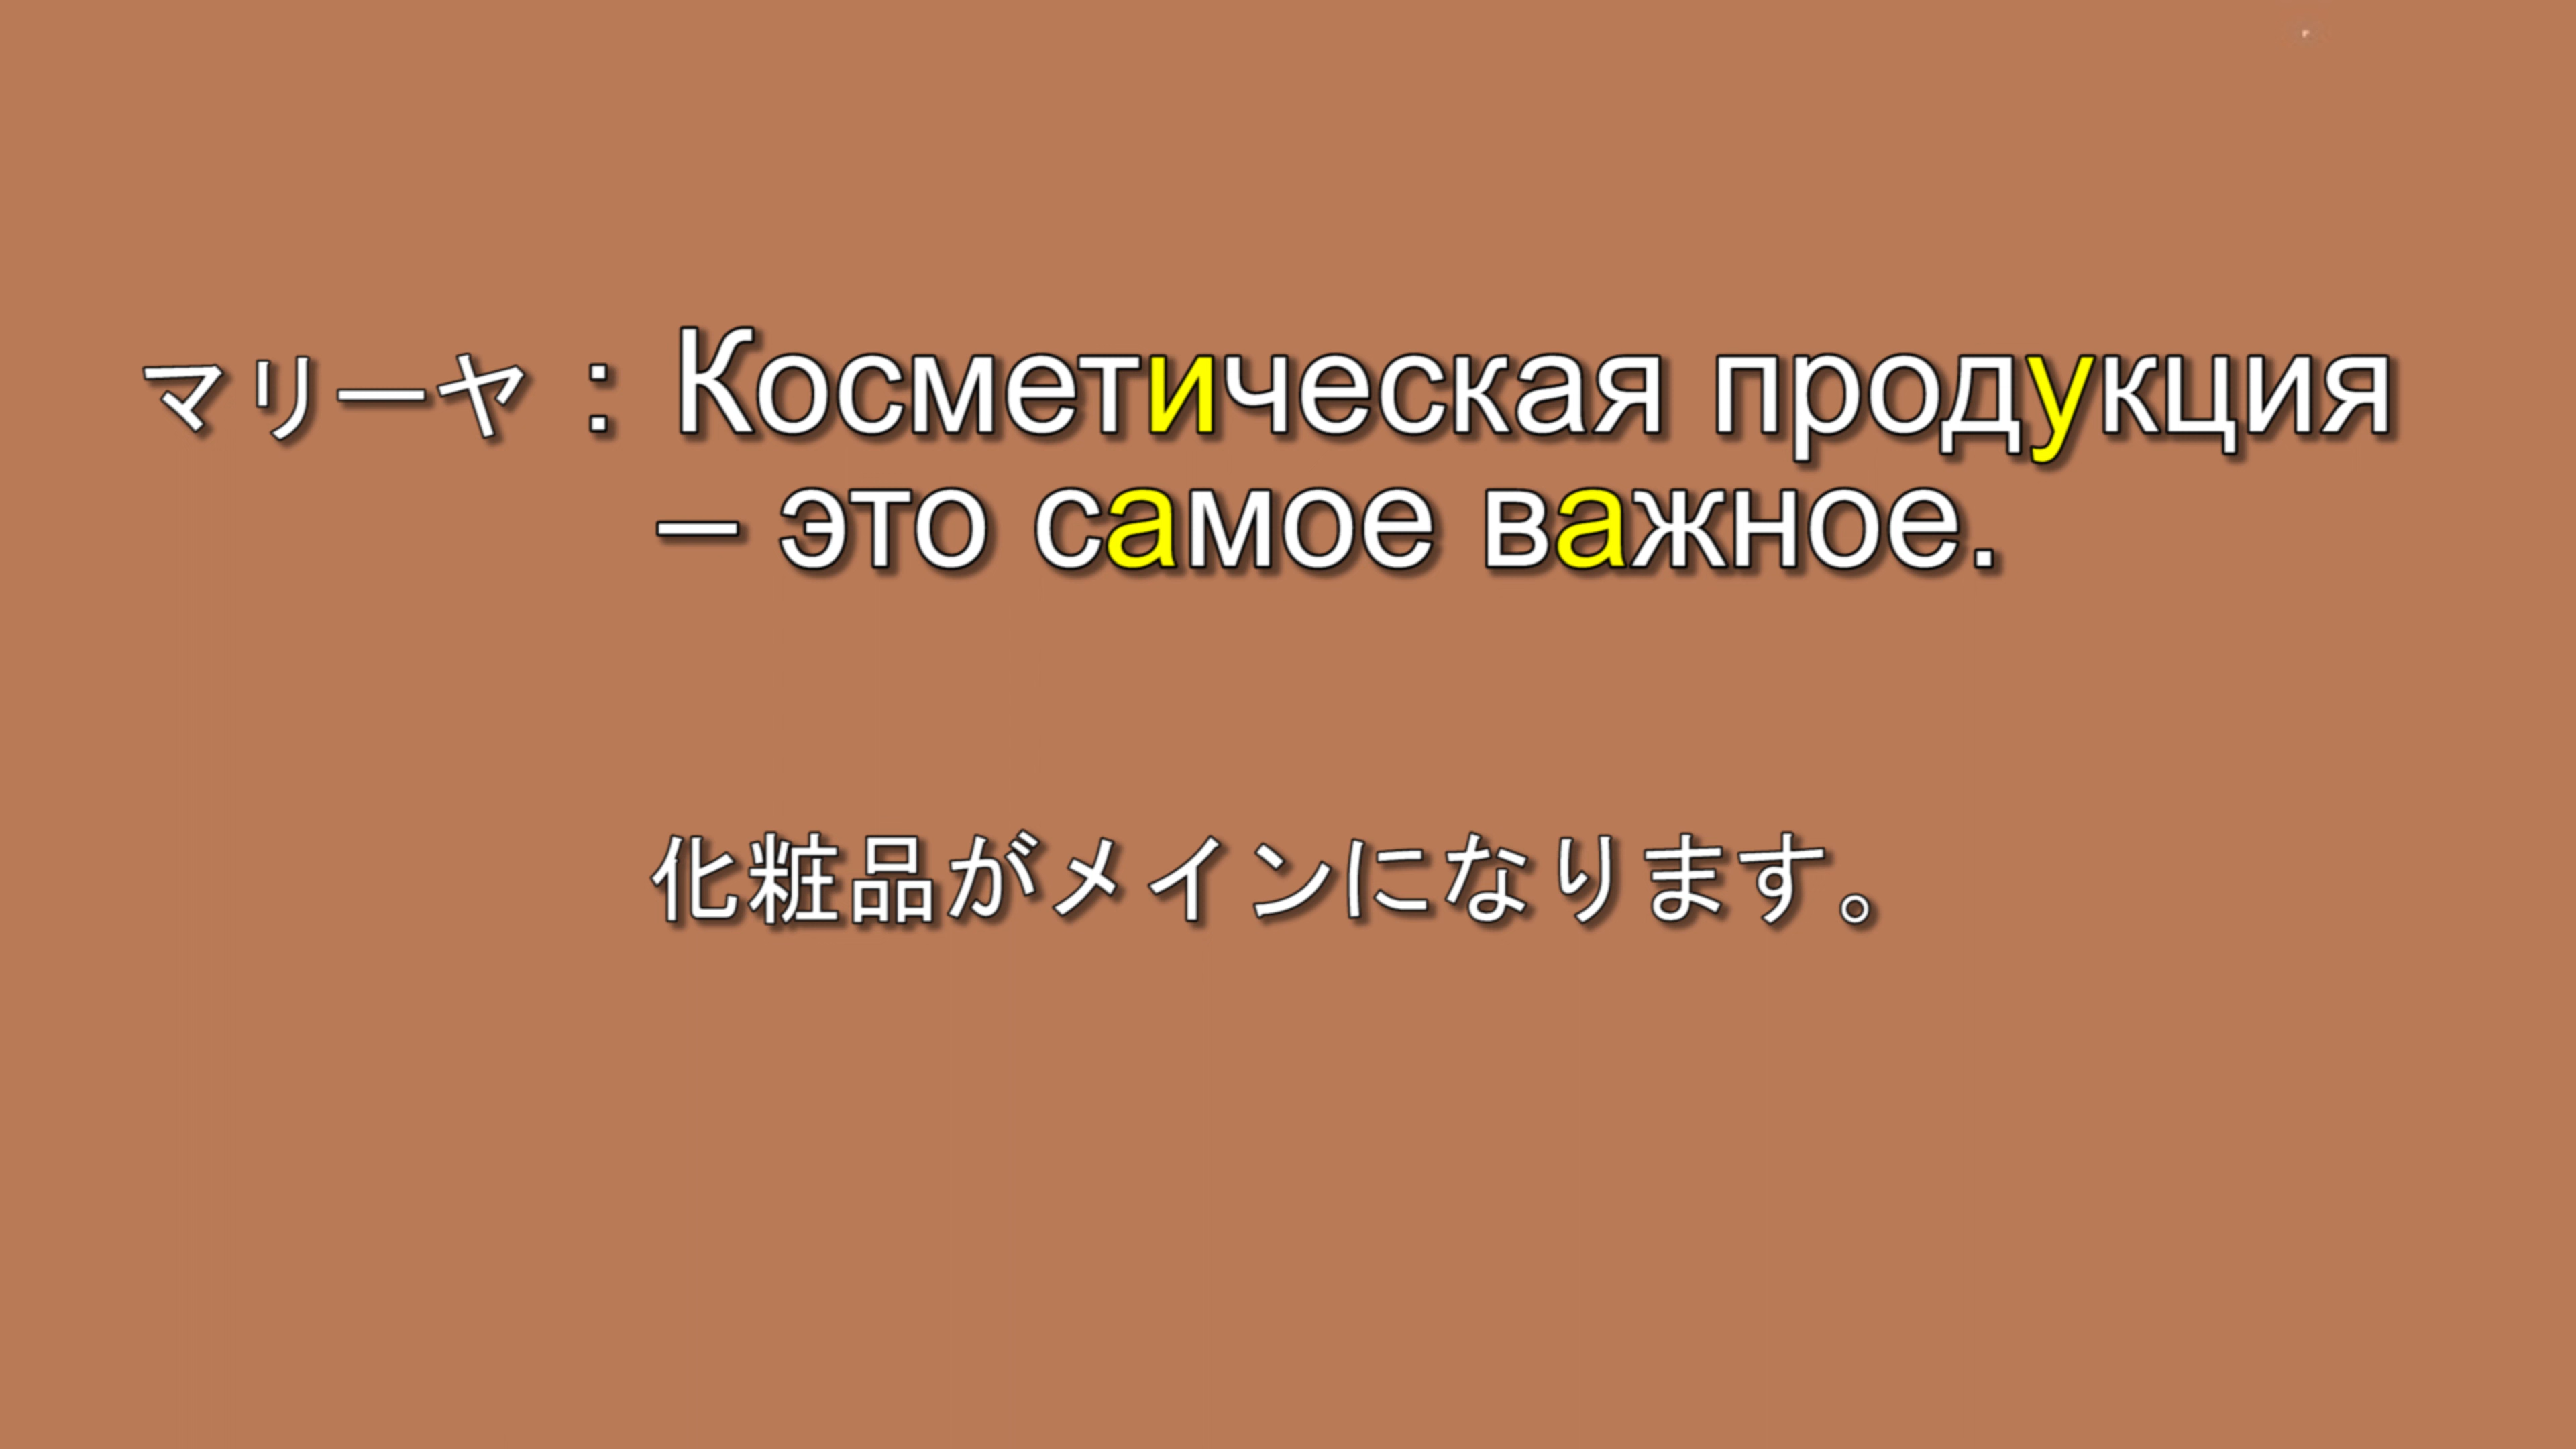 マリーヤ：Косметическая продукция
– это самое важное.
化粧品がメインになります。